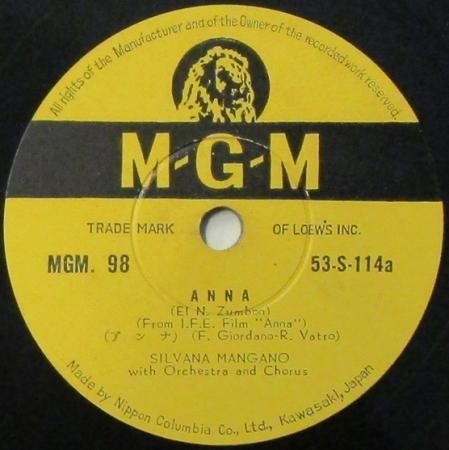 All rights of the Manufacturer and of the Owner of the recorded work reserved.
M-G-M
TRADE MARK OF LOEW'S INC.
MGM. 98 53-S-114a
ANNA
(El N. Zumbon)
(From I.F.E. Film "Anna")
(アンナ) (F. Giordano-R. Vatro)
SILVANA MANGANO
with Orchestra and Chorus
Made by Nippon Columbia Co., Ltd., Kawasaki, Japan